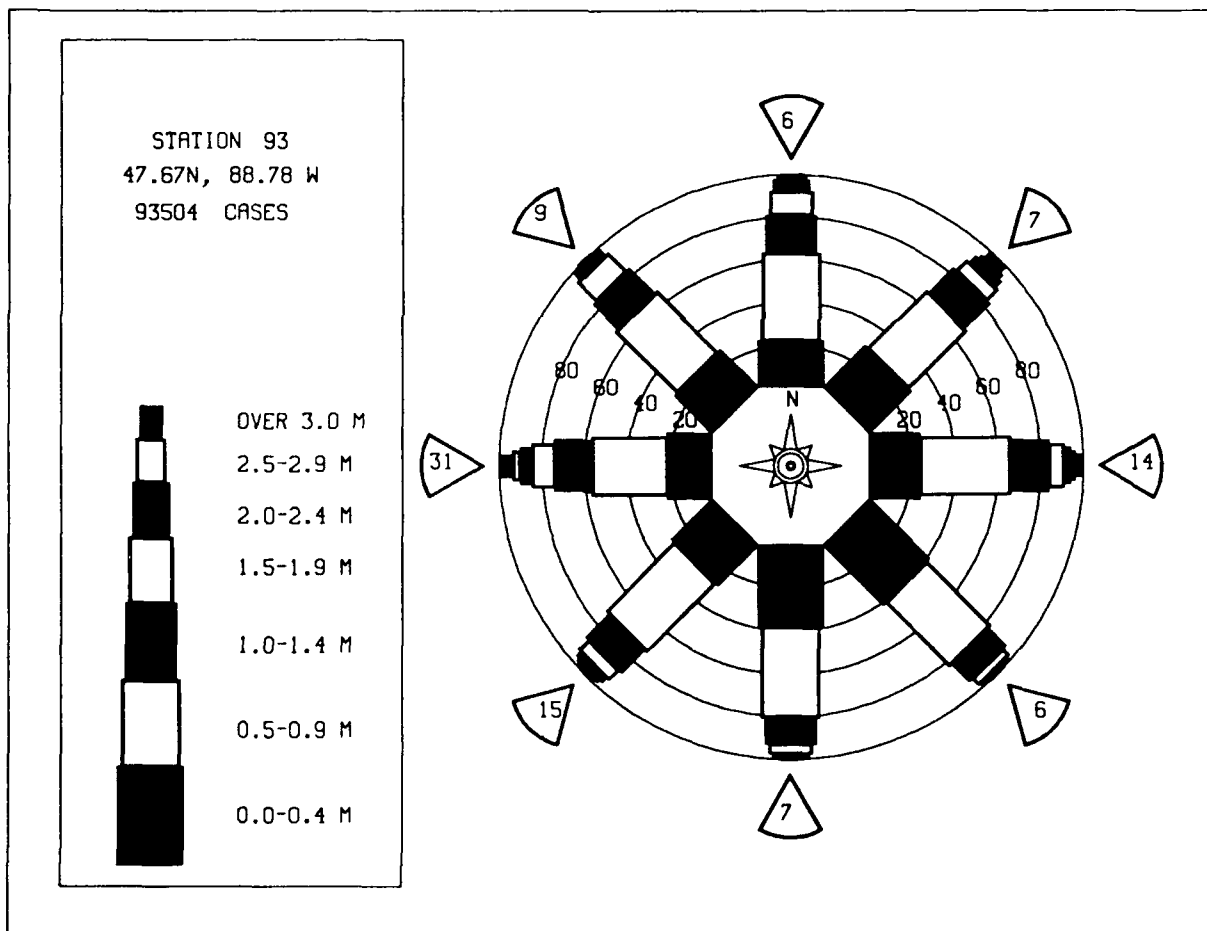 STATION 93
47.67N, 88.78 W
93504 CASES
OVER 3.0 M
2.5-2.9 M
2.0-2.4 M
1.5-1.9 M
1.0-1.4 M
0.5-0.9 M
0.0-0.4 M
6
9
7
80
60
40
20
N
20
40
60
80
31
14
15
6
7